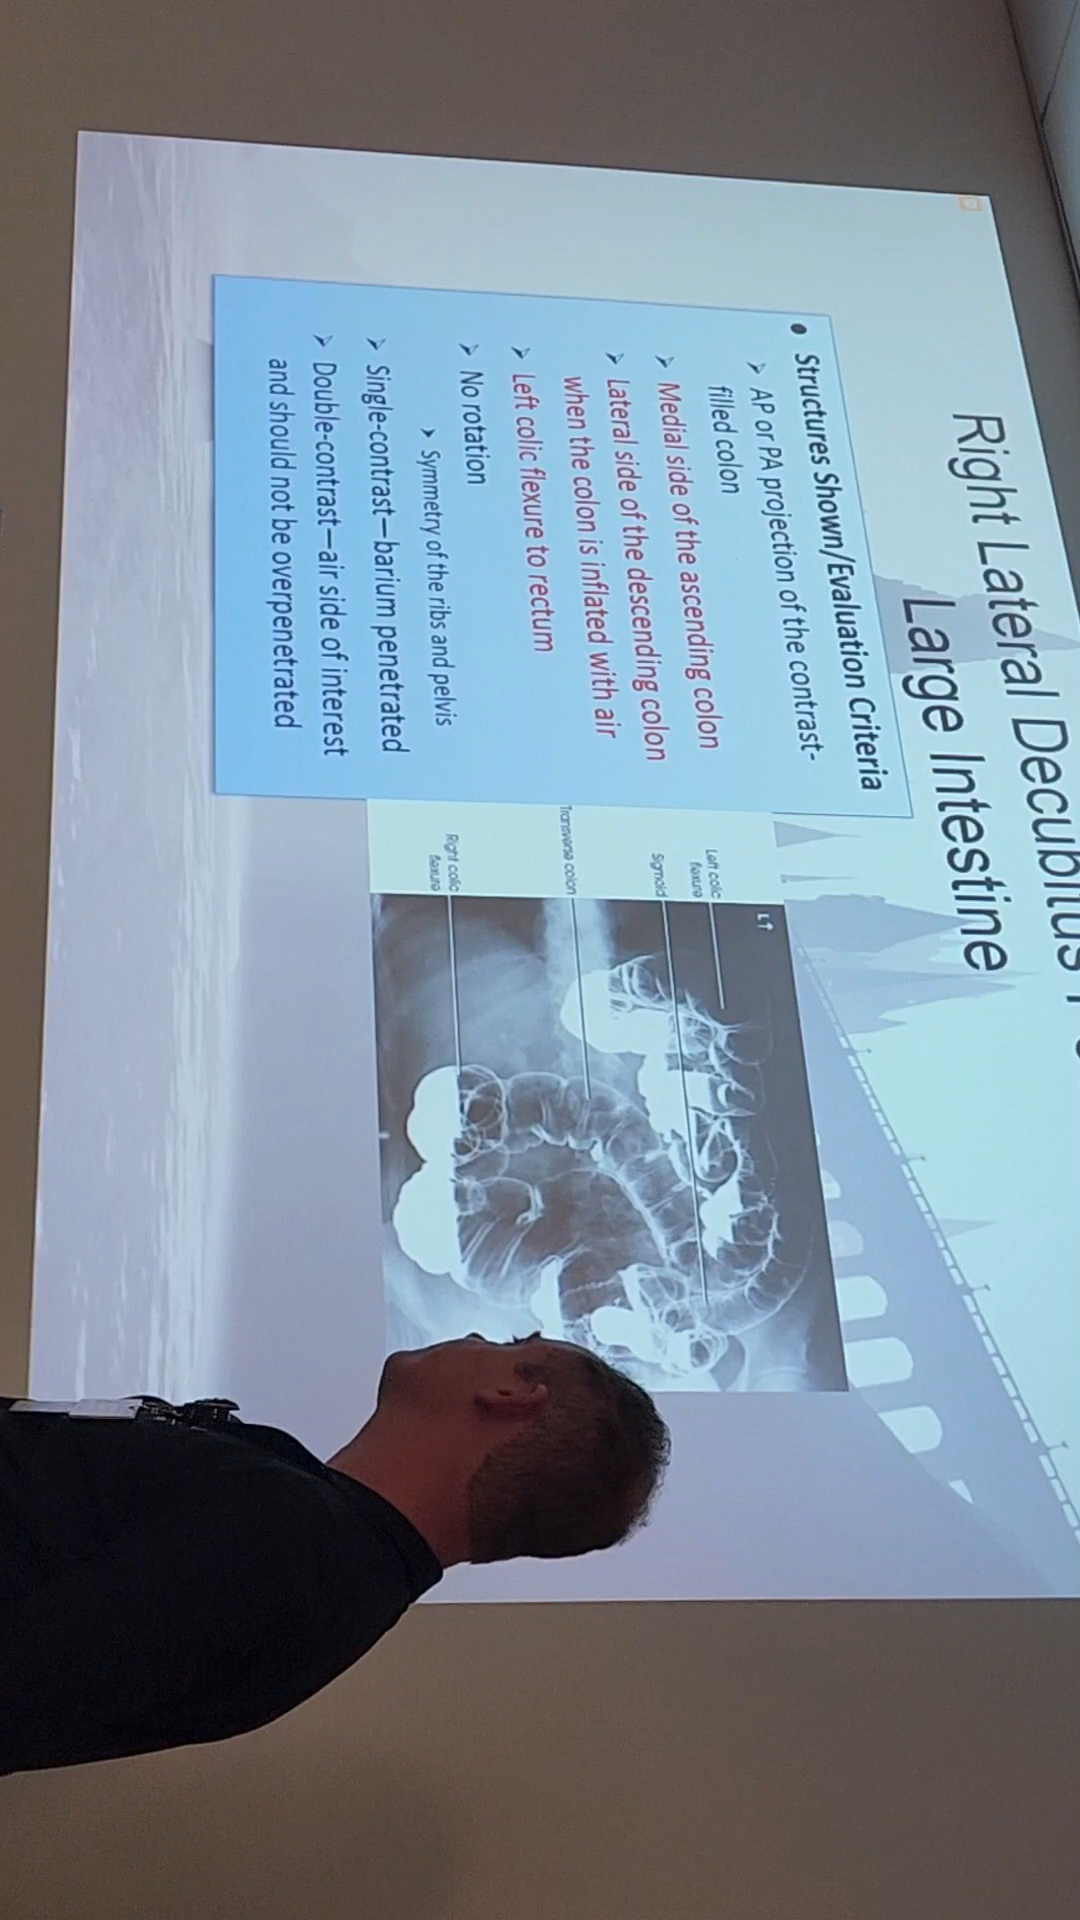 Right Lateral Decubitus
Large Intestine
• Structures Shown/Evaluation Criteria
➢ AP or PA projection of the contrast-
filled colon
➢ Medial side of the ascending colon
➢ Lateral side of the descending colon
when the colon is inflated with air
➢ Left colic flexure to rectum
➢ No rotation
➢ Symmetry of the ribs and pelvis
➢ Single-contrast—barium penetrated
➢ Double-contrast—air side of interest
and should not be overpenetrated
L↑
Left colic
flexure
Sigmoid
Transverse colon
Right colic
flexure